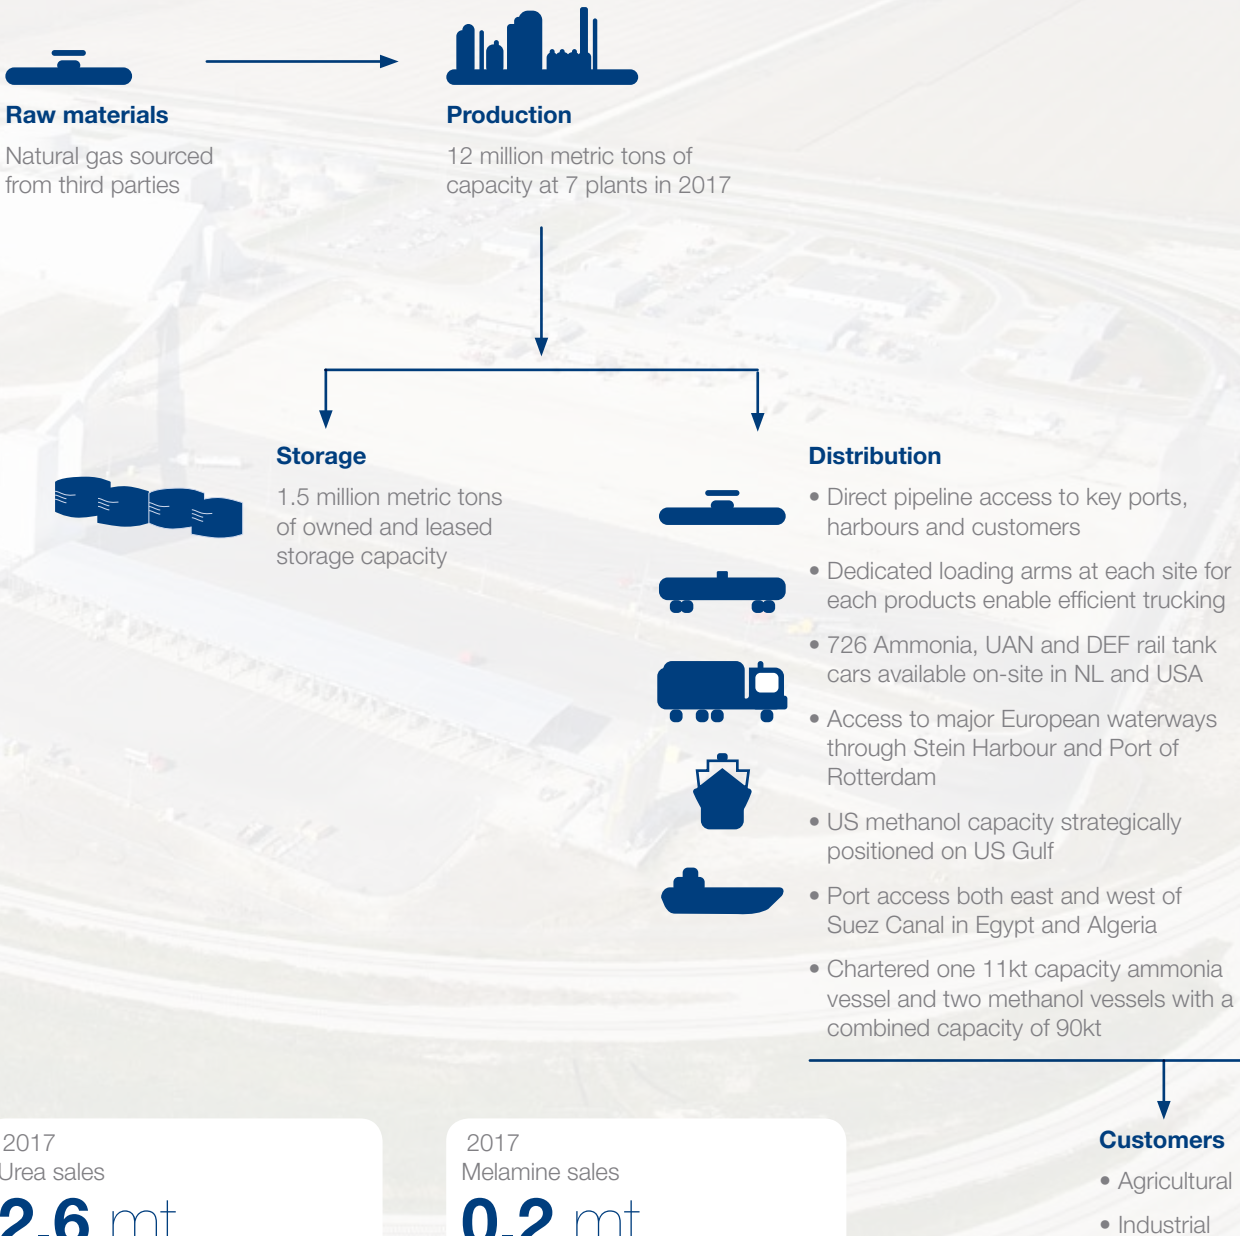 Raw materials
Natural gas sourced
from third parties
Production
12 million metric tons of
capacity at 7 plants in 2017
Storage
1.5 million metric tons
of owned and leased
storage capacity
Distribution
• Direct pipeline access to key ports,
harbours and customers
• Dedicated loading arms at each site for
each products enable efficient trucking
• 726 Ammonia, UAN and DEF rail tank
cars available on-site in NL and USA
• Access to major European waterways
through Stein Harbour and Port of
Rotterdam
• US methanol capacity strategically
positioned on US Gulf
• Port access both east and west of
Suez Canal in Egypt and Algeria
• Chartered one 11kt capacity ammonia
vessel and two methanol vessels with a
combined capacity of 90kt
Customers
• Agricultural
• Industrial
2017
Urea sales
2.6 mt
2017
Melamine sales
0.2 mt